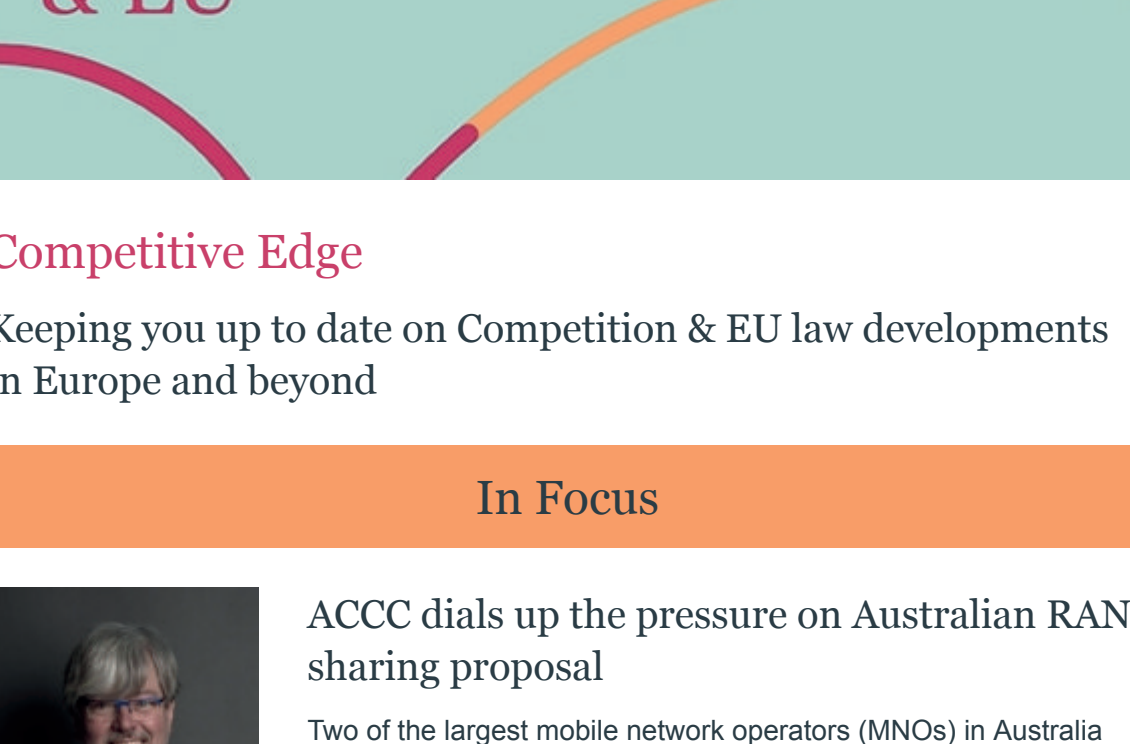 & EU
Competitive Edge
Keeping you up to date on Competition & EU law developments
in Europe and beyond
In Focus
ACCC dials up the pressure on Australian RAN
sharing proposal
Two of the largest mobile network operators (MNOs) in Australia